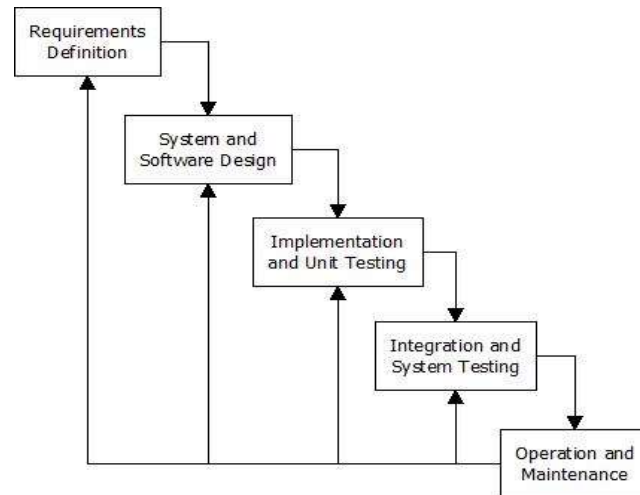 Requirements
Definition
System and
Software Design
Implementation
and Unit Testing
Integration and
System Testing
Operation and
Maintenance